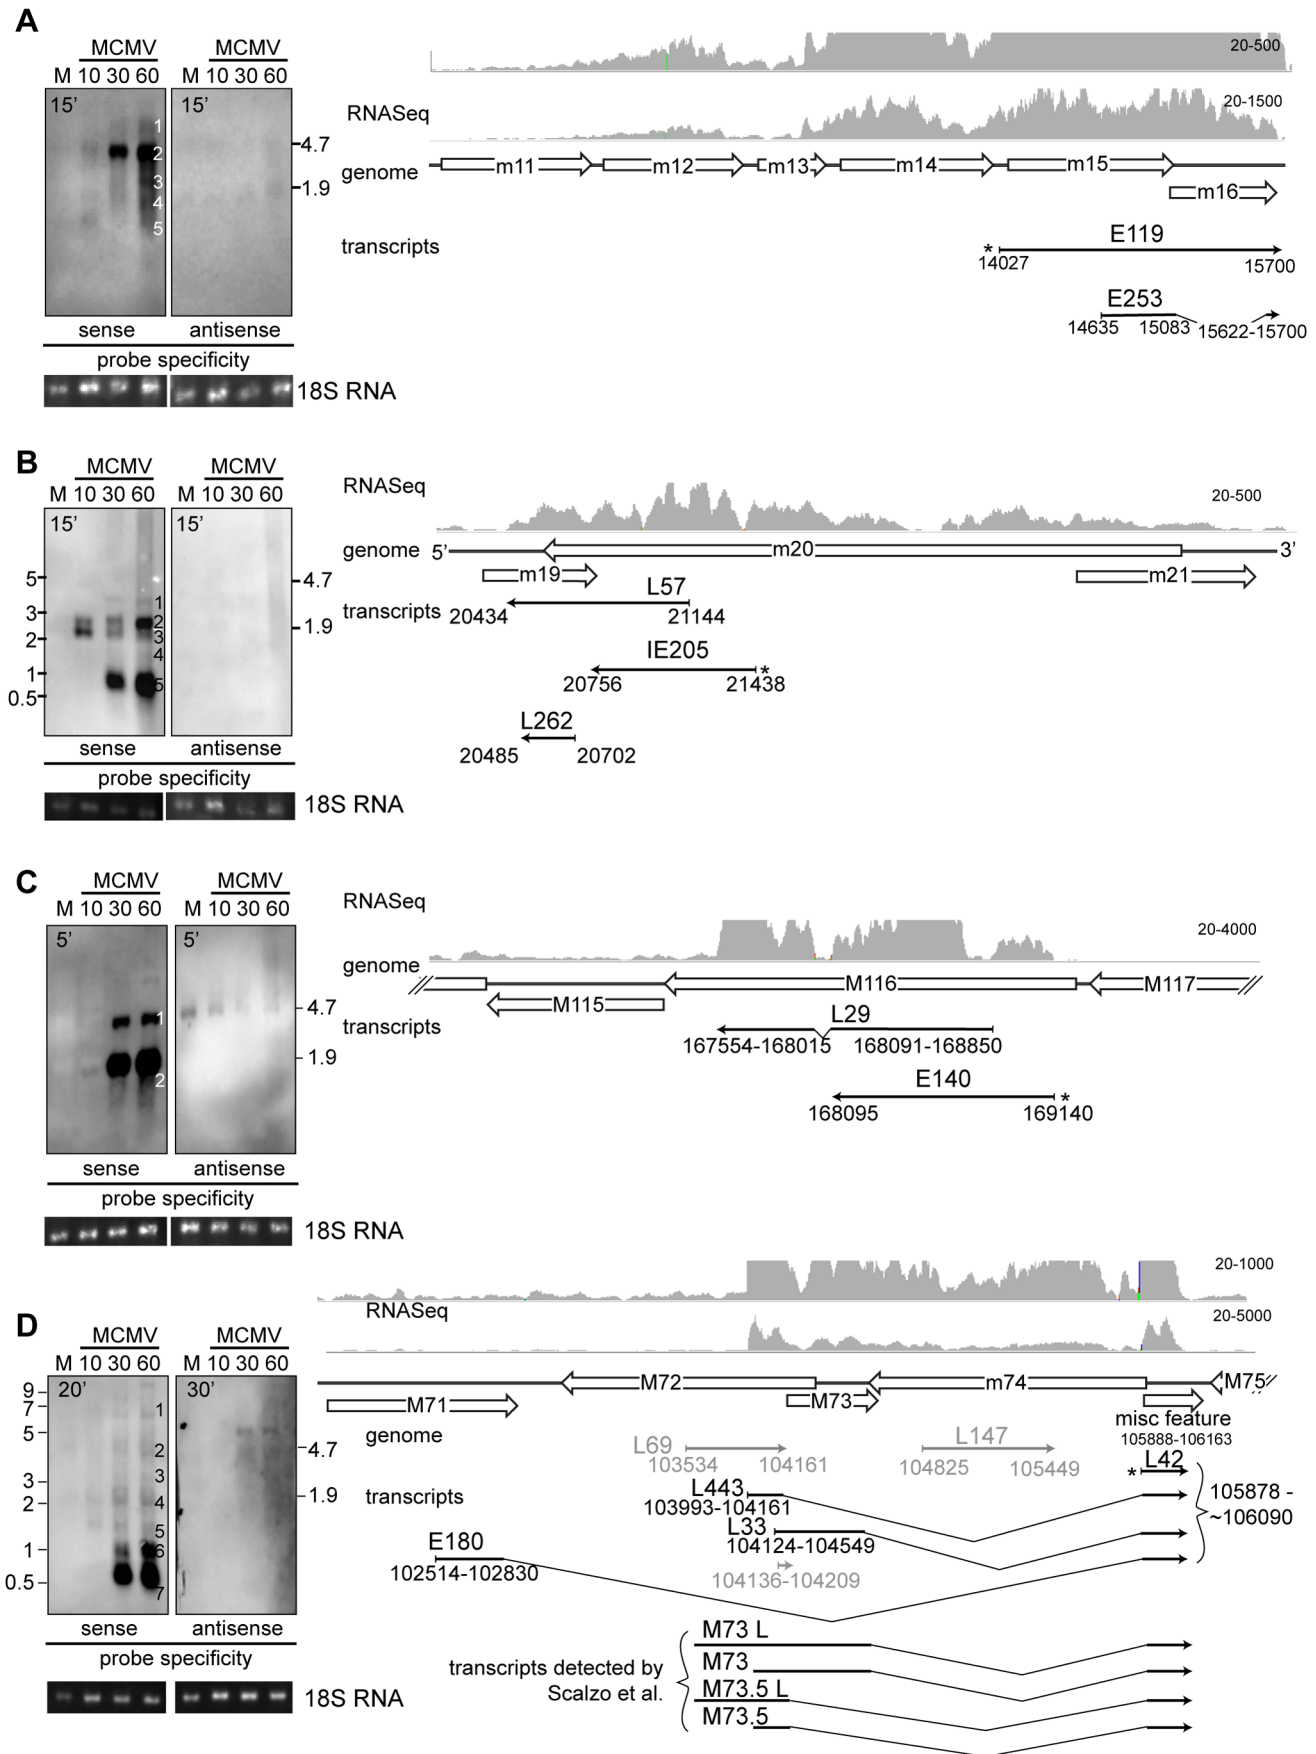 A
MCMV
MCMV
M 10 30 60
M 10 30 60
15’
15’
1
2
3
4
5
4.7
1.9
sense
antisense
probe specificity
18S RNA
20-500
RNASeq
20-1500
genome
m11
m12
m13
m14
m15
m16
transcripts
E119
*
14027
15700
E253
14635
15083
15622-15700
B
MCMV
MCMV
M 10 30 60
M 10 30 60
15’
15’
5
3
2
1
0.5
1
2
3
4
5
4.7
1.9
sense
antisense
probe specificity
18S RNA
RNASeq
20-500
genome
5’
m20
3’
m19
m21
transcripts
L57
20434
21144
IE205
*
20756
21438
L262
20485
20702
C
MCMV
MCMV
M 10 30 60
M 10 30 60
5’
5’
1
2
4.7
1.9
sense
antisense
probe specificity
18S RNA
RNASeq
20-4000
genome
M116
M117
M115
transcripts
L29
167554-168015
168091-168850
E140
*
168095
169140
D
MCMV
MCMV
M 10 30 60
M 10 30 60
20’
30’
9
7
5
3
2
1
0.5
1
2
3
4
5
6
7
4.7
1.9
sense
antisense
probe specificity
18S RNA
20-1000
RNASeq
20-5000
M72
m74
M75
M71
M73
misc feature
105888-106163
genome
L69
103534
104161
L147
104825
105449
L42
*
transcripts
L443
103993-104161
105878 -
~106090
L33
104124-104549
E180
102514-102830
104136-104209
M73 L
M73
M73.5 L
M73.5
transcripts detected by
Scalzo et al.